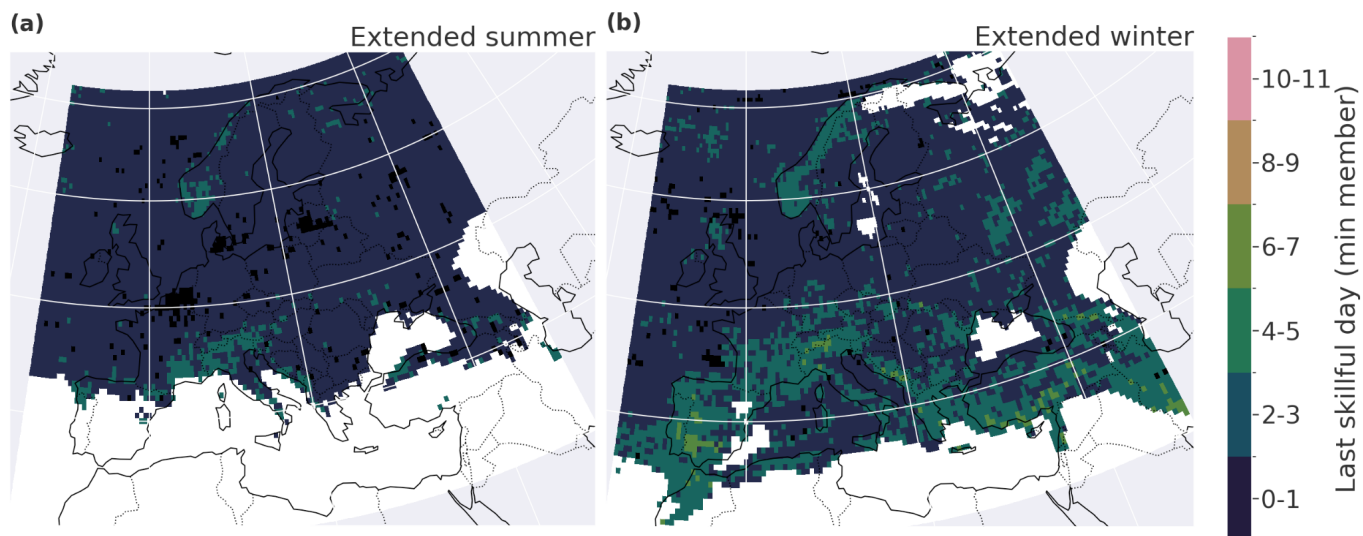 (a)
Extended summer
(b)
Extended winter
10-11
8-9
6-7
4-5
2-3
0-1
Last skillful day (min member)